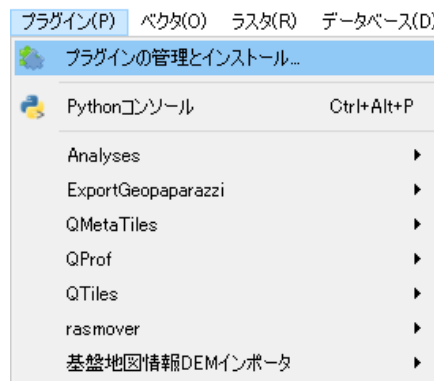 プラグイン(P) ベクタ(O) ラスタ(R) データベース(D)
プラグインの管理とインストール...
Pythonコンソール Ctrl+Alt+P
Analyses
ExportGeopaparazzi
QMetaTiles
QProf
QTiles
rasmover
基盤地図情報DEMインポータ